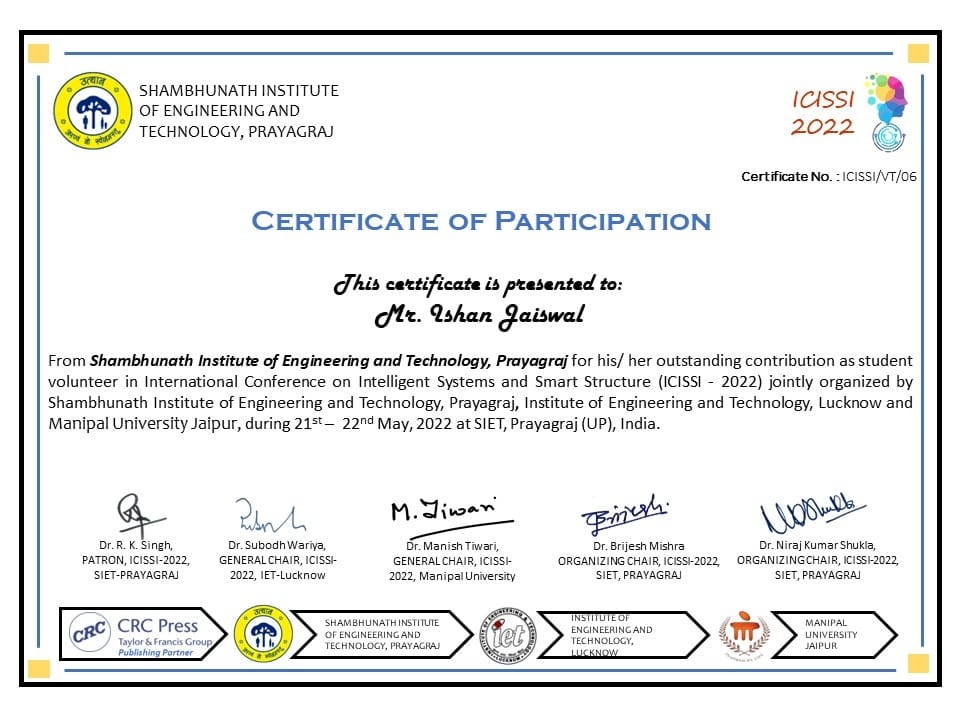 उत्थान
SHAMBHUNATH INSTITUTE
OF ENGINEERING AND
TECHNOLOGY, PRAYAGRAJ
ICISSI
2022
Certificate No. : ICISSI/VT/06
CERTIFICATE OF PARTICIPATION
This certificate is presented to:
Mr. Ishan Jaiswal
From Shambhunath Institute of Engineering and Technology, Prayagraj for his/ her outstanding contribution as student
volunteer in International Conference on Intelligent Systems and Smart Structure (ICISSI - 2022) jointly organized by
Shambhunath Institute of Engineering and Technology, Prayagraj, Institute of Engineering and Technology, Lucknow and
Manipal University Jaipur, during 21st – 22nd May, 2022 at SIET, Prayagraj (UP), India.
M. Tiwari
Brijesh
Dr. R. K. Singh,
PATRON, ICISSI-2022,
SIET-PRAYAGRAJ
Dr. Subodh Wariya,
GENERAL CHAIR, ICISSI-
2022, IET-Lucknow
Dr. Manish Tiwari,
GENERAL CHAIR, ICISSI-
2022, Manipal University
Dr. Brijesh Mishra
ORGANIZING CHAIR, ICISSI-2022,
SIET, PRAYAGRAJ
Dr. Niraj Kumar Shukla,
ORGANIZING CHAIR, ICISSI-2022,
SIET, PRAYAGRAJ
CRC
CRC Press
Taylor & Francis Group
Publishing Partner
उत्थान
SHAMBHUNATH INSTITUTE
OF ENGINEERING AND
TECHNOLOGY, PRAYAGRAJ
iet
INSTITUTE OF
ENGINEERING AND
TECHNOLOGY,
LUCKNOW
MANIPAL
UNIVERSITY
JAIPUR